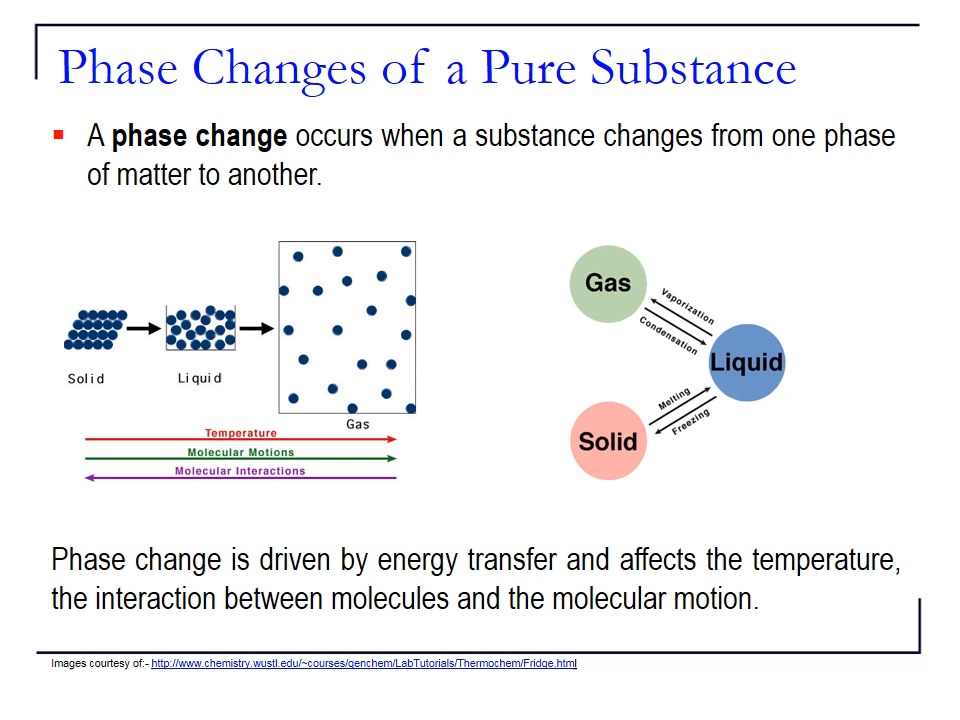 Phase Changes of a Pure Substance
A phase change occurs when a substance changes from one phase
of matter to another.
Solid
Liquid
Gas
Temperature
Molecular Motions
Molecular Interactions
Gas
Vaporization
Condensation
Liquid
Melting
Freezing
Solid
Phase change is driven by energy transfer and affects the temperature,
the interaction between molecules and the molecular motion.
Images courtesy of:- http://www.chemistry.wustl.edu/~courses/genchem/LabTutorials/Thermochem/Fridge.html